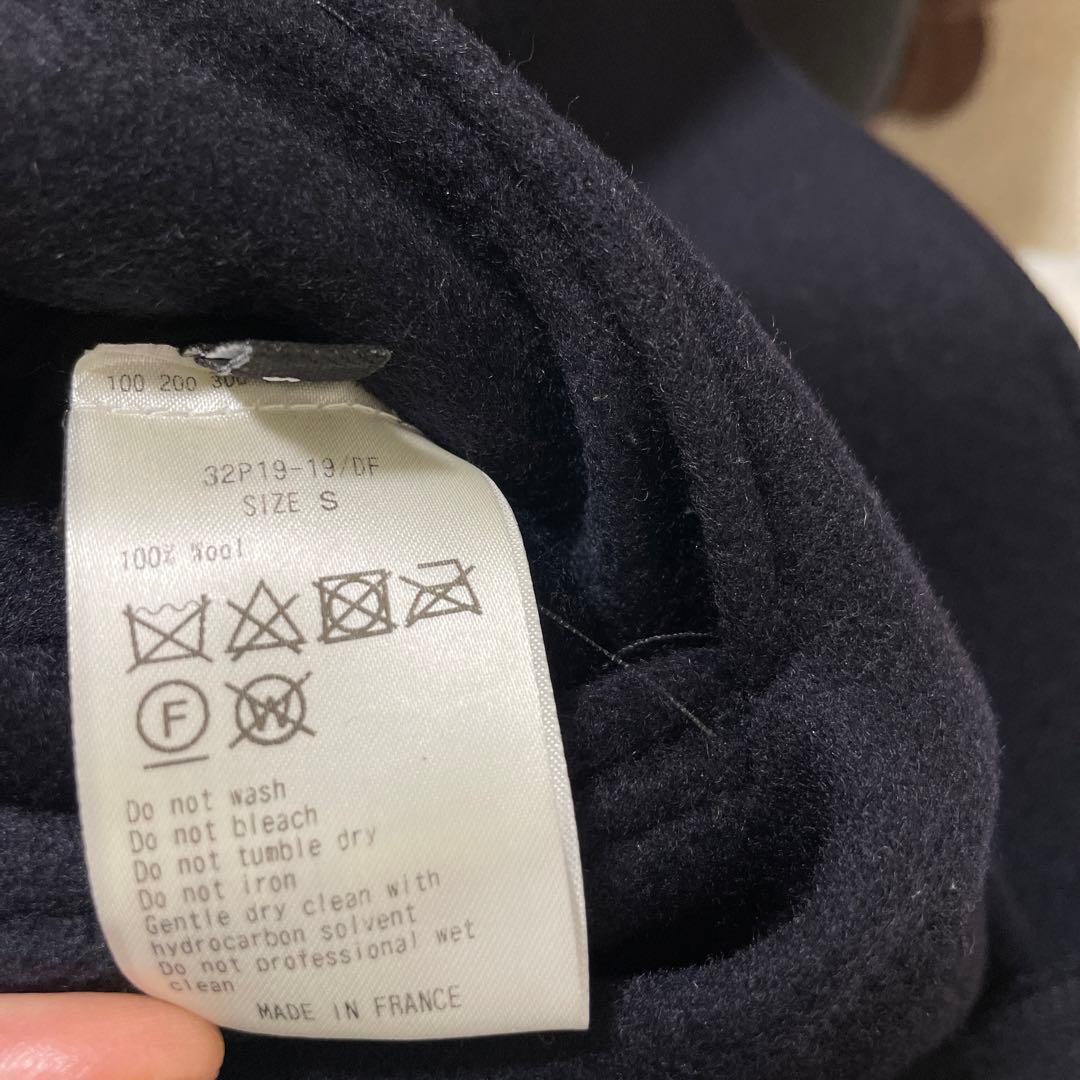 100 200 300
32P19-19/DF
SIZE S
100% Wool
F W
Do not wash
Do not bleach
Do not tumble dry
Do not iron
Gentle dry clean with
hydrocarbon solvent
Do not professional wet
clean
MADE IN FRANCE